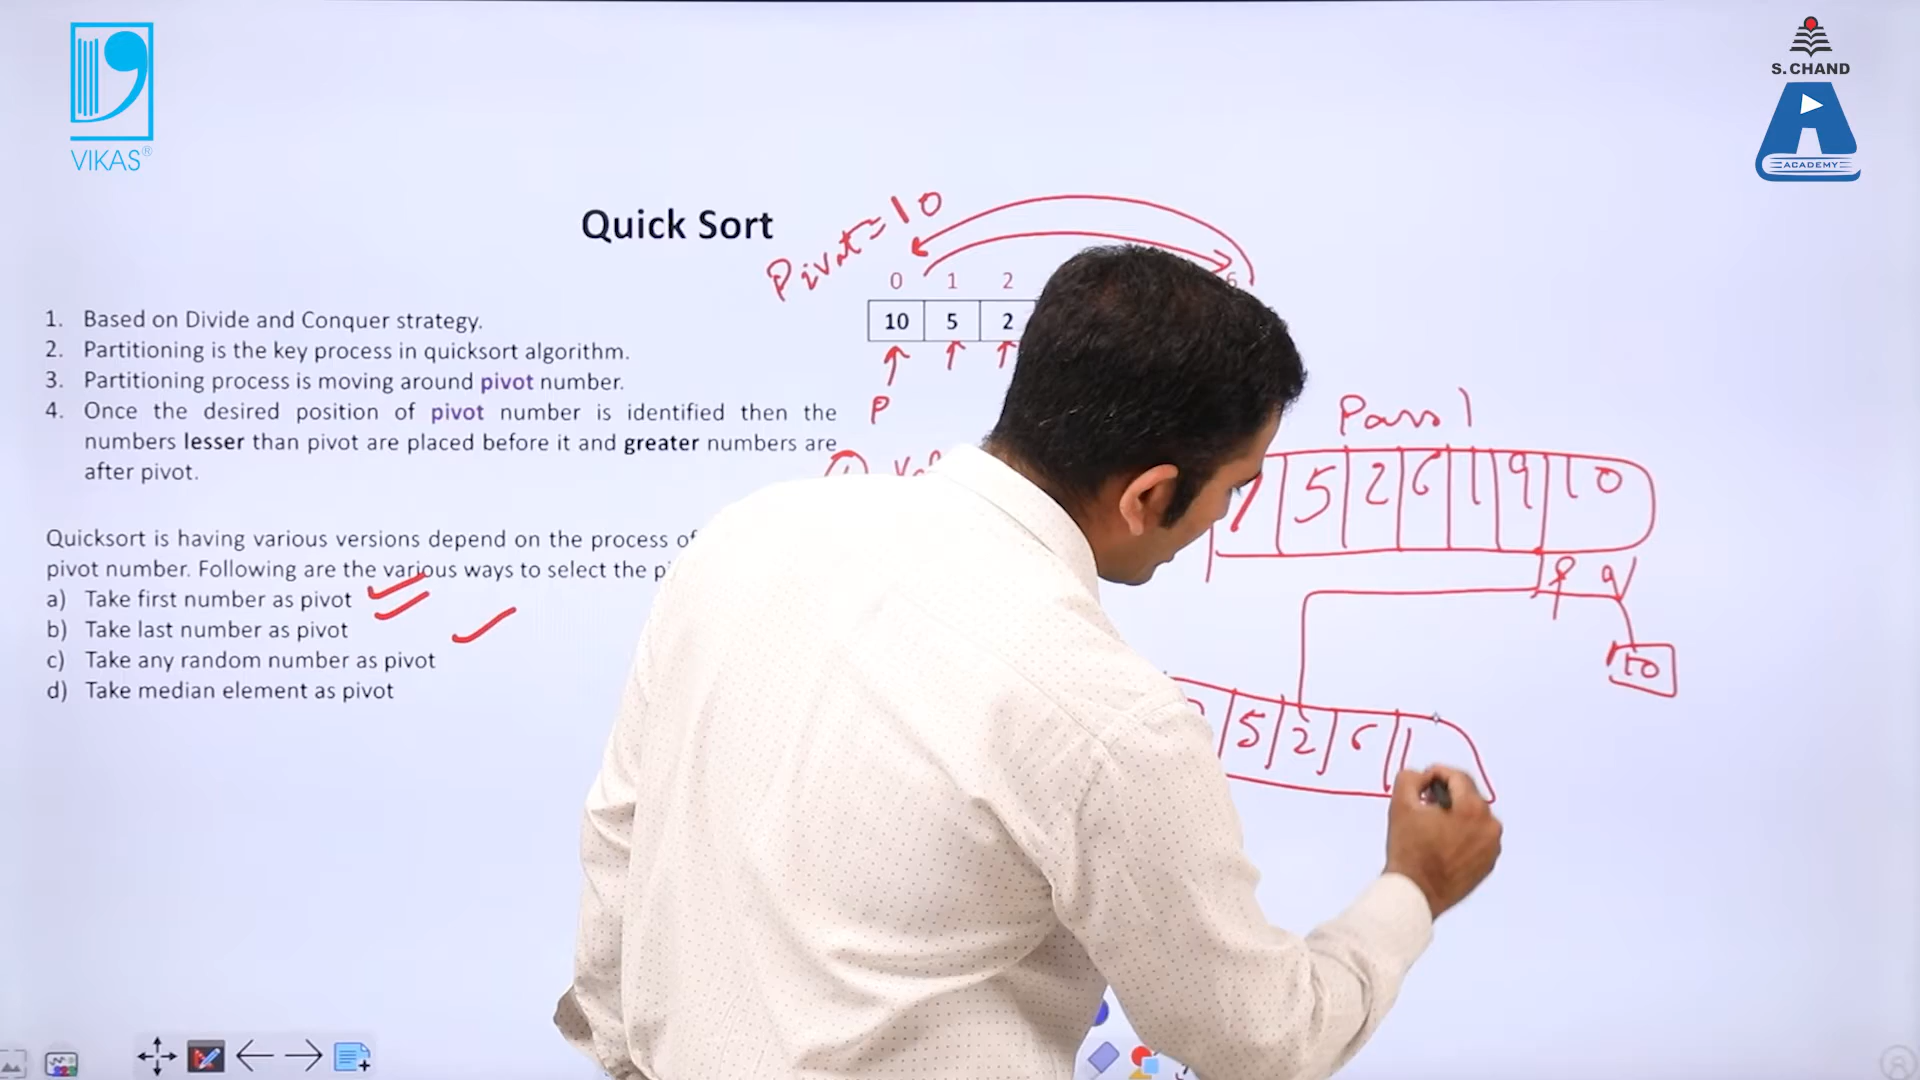 VIKAS®
S. CHAND
ACADEMY
Quick Sort
Pivot = 10
0 1 2 6
10 5 2
P
1. Based on Divide and Conquer strategy.
2. Partitioning is the key process in quicksort algorithm.
3. Partitioning process is moving around pivot number.
4. Once the desired position of pivot number is identified then the
numbers lesser than pivot are placed before it and greater numbers are
after pivot.
Quicksort is having various versions depend on the process of
pivot number. Following are the various ways to select the
a) Take first number as pivot
b) Take last number as pivot
c) Take any random number as pivot
d) Take median element as pivot
Pass 1
5 2 6 1 9 10
q
10
5 2 6 1